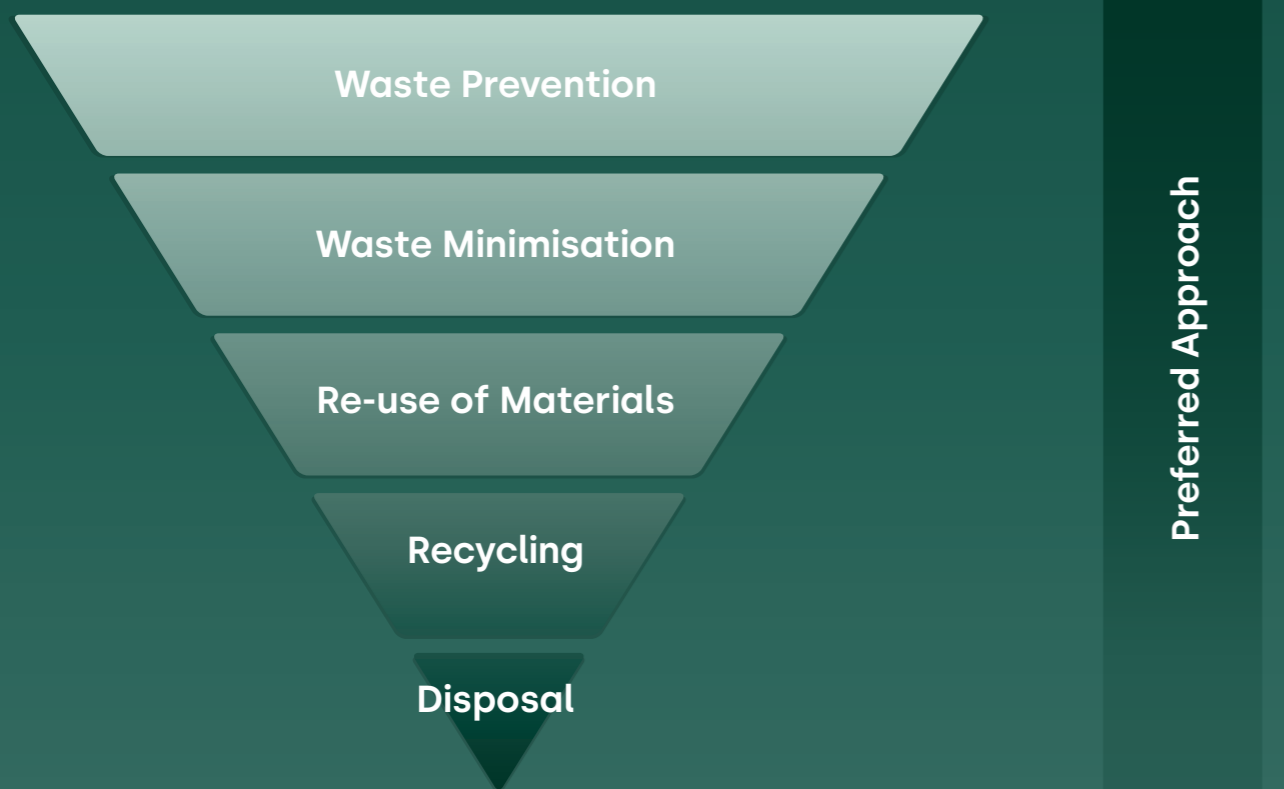 Waste Prevention
Waste Minimisation
Re-use of Materials
Recycling
Disposal
Preferred Approach